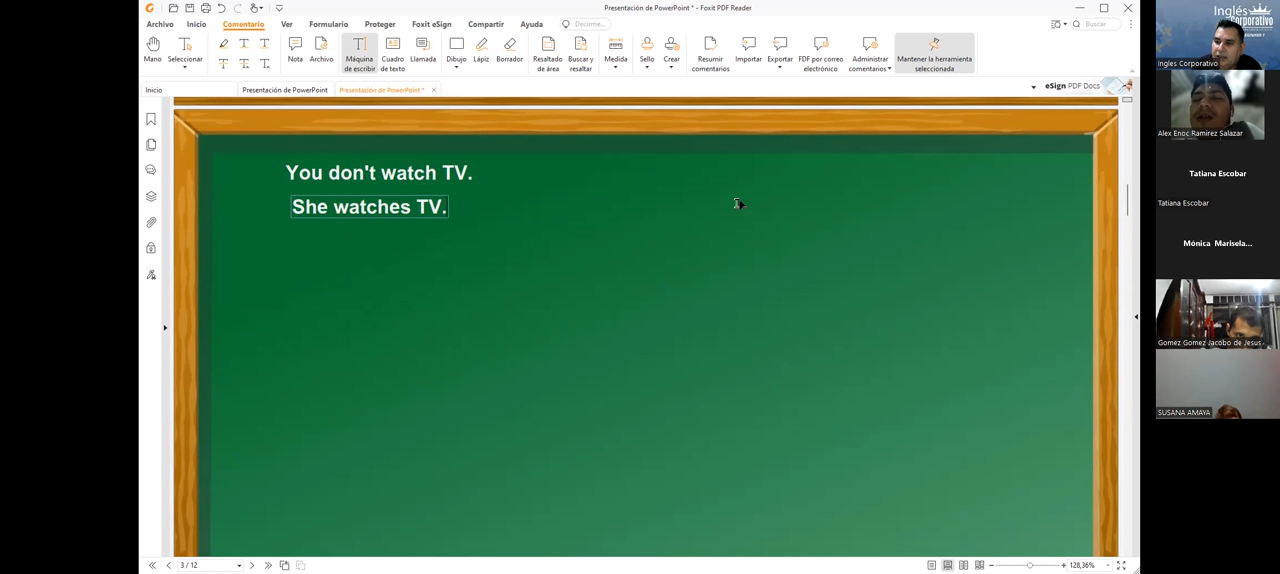 Presentación de PowerPoint * - Foxit PDF Reader
Archivo Inicio Comentario Ver Formulario Proteger Foxit eSign Compartir Ayuda Decirme... Buscar
Mano Seleccionar Nota Archivo Máquina de escribir Cuadro de texto Llamada Dibujo Lápiz Borrador Resaltado de área Buscar y resaltar Medida Sello Crear Resumir comentarios Importar Exportar PDF por correo electrónico Administrar comentarios Mantener la herramienta seleccionada
Inicio Presentación de PowerPoint Presentación de PowerPoint * eSign PDF Docs
You don't watch TV.
She watches TV.
3 / 12 128,36%
Inglés
Corporativo
Ingles Corporativo
Alex Enoc Ramirez Salazar
Tatiana Escobar
Tatiana Escobar
Mónica Marisela...
Gomez Gomez Jacobo de Jesus
SUSANA AMAYA